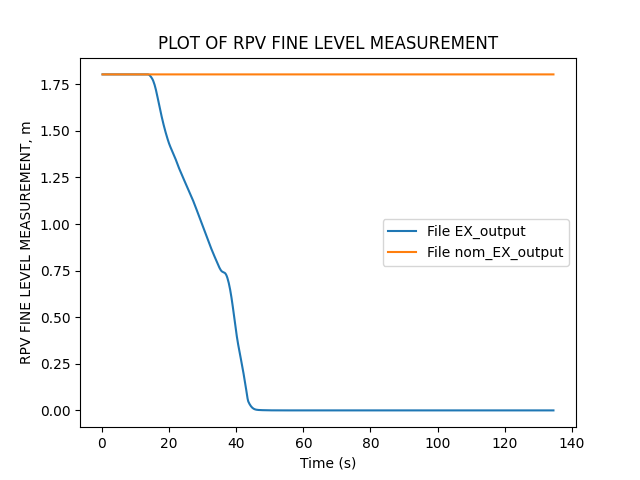 PLOT OF RPV FINE LEVEL MEASUREMENT
RPV FINE LEVEL MEASUREMENT, m
1.75
1.50
1.25
1.00
0.75
0.50
0.25
0.00
File EX_output
File nom_EX_output
0 20 40 60 80 100 120 140
Time (s)